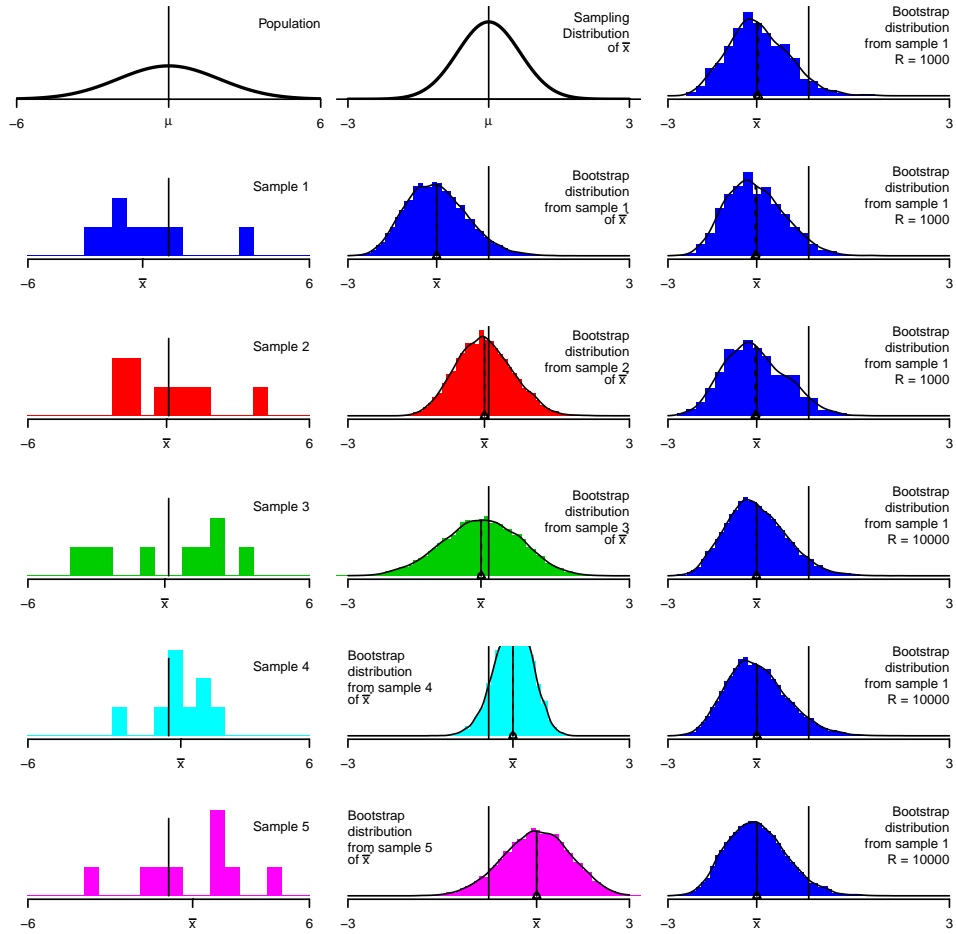 Population
−6
μ
6
Sampling
Distribution
of x̅
−3
μ
3
Bootstrap
distribution
from sample 1
R = 1000
−3
x̅
3
Sample 1
−6
x̅
6
Bootstrap
distribution
from sample 1
of x̅
−3
x̅
3
Bootstrap
distribution
from sample 1
R = 1000
−3
x̅
3
Sample 2
−6
x̅
6
Bootstrap
distribution
from sample 2
of x̅
−3
x̅
3
Bootstrap
distribution
from sample 1
R = 1000
−3
x̅
3
Sample 3
−6
x̅
6
Bootstrap
distribution
from sample 3
of x̅
−3
x̅
3
Bootstrap
distribution
from sample 1
R = 10000
−3
x̅
3
Sample 4
−6
x̅
6
Bootstrap
distribution
from sample 4
of x̅
−3
x̅
3
Bootstrap
distribution
from sample 1
R = 10000
−3
x̅
3
Sample 5
−6
x̅
6
Bootstrap
distribution
from sample 5
of x̅
−3
x̅
3
Bootstrap
distribution
from sample 1
R = 10000
−3
x̅
3